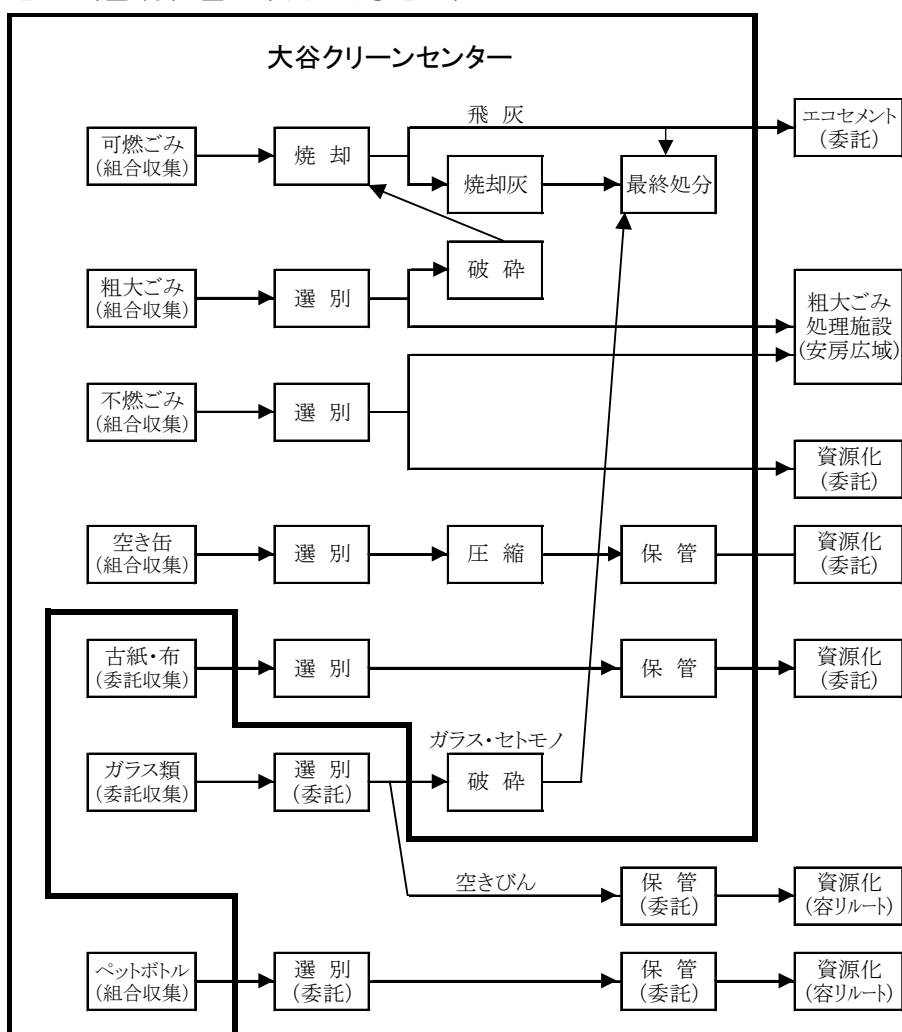 大谷クリーンセンター
飛 灰
エコセメント
(委託)
可燃ごみ
(組合収集)
焼 却
焼却灰
最終処分
破 砕
粗大ごみ
(組合収集)
選 別
粗大ごみ
処理施設
(安房広域)
不燃ごみ
(組合収集)
選 別
資源化
(委託)
空き缶
(組合収集)
選 別
圧 縮
保 管
資源化
(委託)
古紙・布
(委託収集)
選 別
保 管
資源化
(委託)
ガラス・セトモノ
ガラス類
(委託収集)
選 別
(委託)
破 砕
空きびん
保 管
(委託)
資源化
(容リルート)
ペットボトル
(組合収集)
選 別
(委託)
保 管
(委託)
資源化
(容リルート)